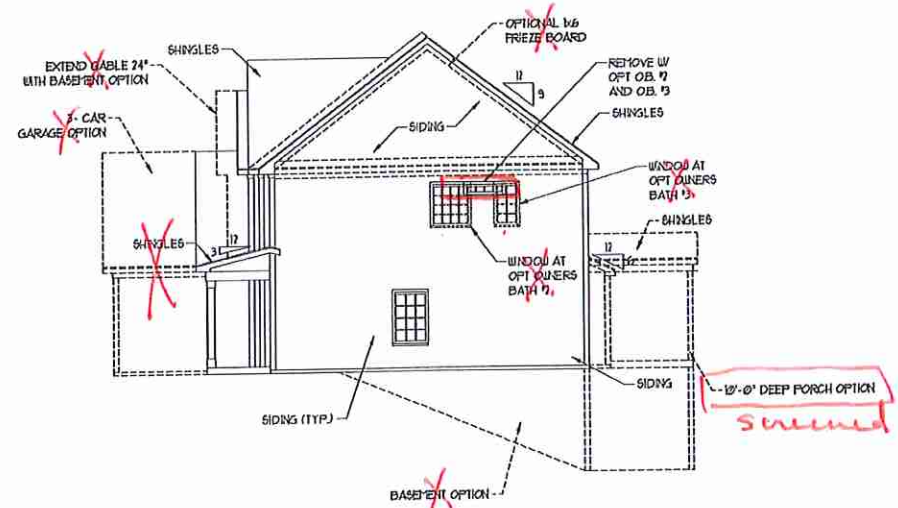 OPTIONAL 1x6
FRIEZE BOARD
SHINGLES
EXTEND GABLE 24"
WITH BASEMENT OPTION
REMOVE W/
OPT O.B. #2
AND O.B. #3
12
9
SHINGLES
3-CAR
GARAGE OPTION
SIDING
WINDOW AT
OPT OWNERS
BATH #3
SHINGLES
SHINGLES
12
3
12
WINDOW AT
OPT OWNERS
BATH #2
SIDING
10'-0" DEEP PORCH OPTION
Screened
SIDING (TYP.)
BASEMENT OPTION